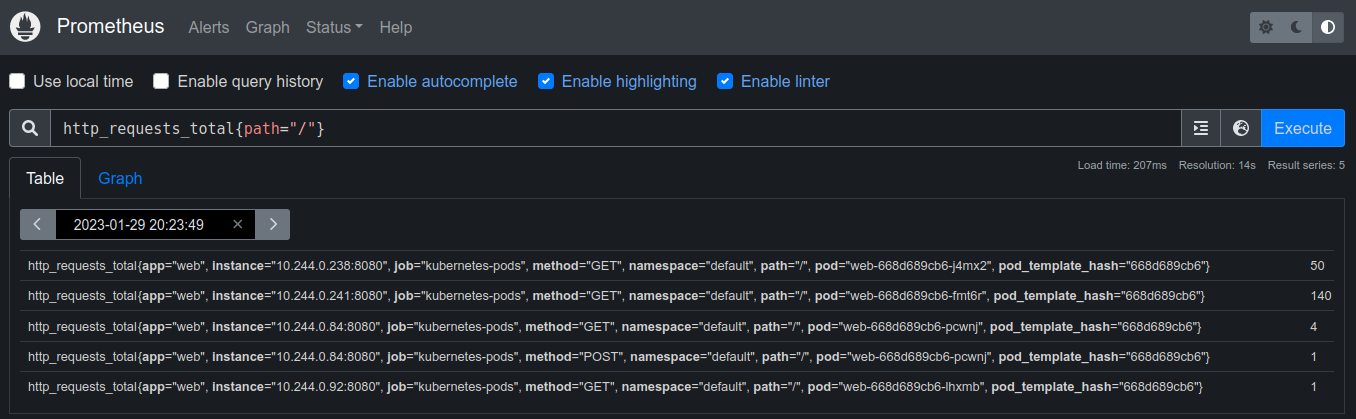 Prometheus Alerts Graph Status Help
Use local time Enable query history Enable autocomplete Enable highlighting Enable linter
http_requests_total{path="/"} Execute
Load time: 207ms Resolution: 14s Result series: 5
Table Graph
2023-01-29 20:23:49
http_requests_total{app="web", instance="10.244.0.238:8080", job="kubernetes-pods", method="GET", namespace="default", path="/", pod="web-668d689cb6-j4mx2", pod_template_hash="668d689cb6"} 50
http_requests_total{app="web", instance="10.244.0.241:8080", job="kubernetes-pods", method="GET", namespace="default", path="/", pod="web-668d689cb6-fmt6r", pod_template_hash="668d689cb6"} 140
http_requests_total{app="web", instance="10.244.0.84:8080", job="kubernetes-pods", method="GET", namespace="default", path="/", pod="web-668d689cb6-pcwnj", pod_template_hash="668d689cb6"} 4
http_requests_total{app="web", instance="10.244.0.84:8080", job="kubernetes-pods", method="POST", namespace="default", path="/", pod="web-668d689cb6-pcwnj", pod_template_hash="668d689cb6"} 1
http_requests_total{app="web", instance="10.244.0.92:8080", job="kubernetes-pods", method="GET", namespace="default", path="/", pod="web-668d689cb6-lhxmb", pod_template_hash="668d689cb6"} 1